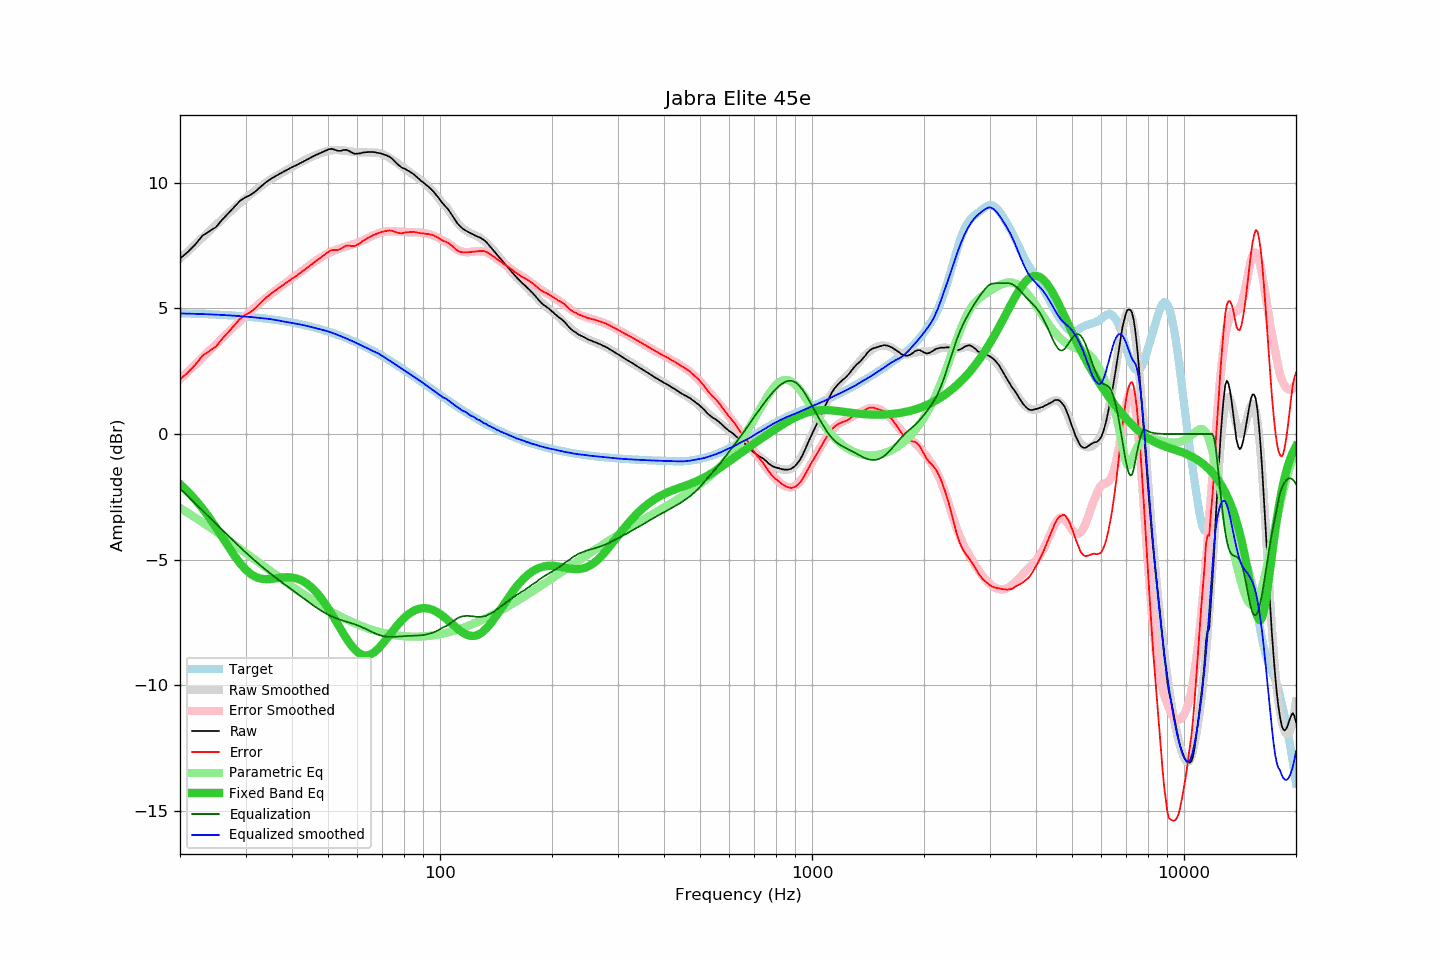 Jabra Elite 45e
Amplitude (dBr)
10
5
0
−5
−10
−15
Target
Raw Smoothed
Error Smoothed
Raw
Error
Parametric Eq
Fixed Band Eq
Equalization
Equalized smoothed
100
1000
10000
Frequency (Hz)